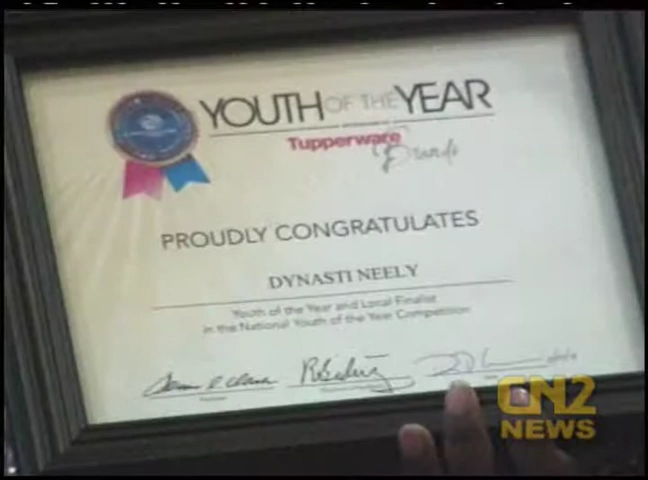 YOUTH OF THE YEAR
Tupperware Brands
PROUDLY CONGRATULATES
DYNASTI NEELY
Youth of the Year and Local Finalist
in the National Youth of the Year Competition
CN2
NEWS